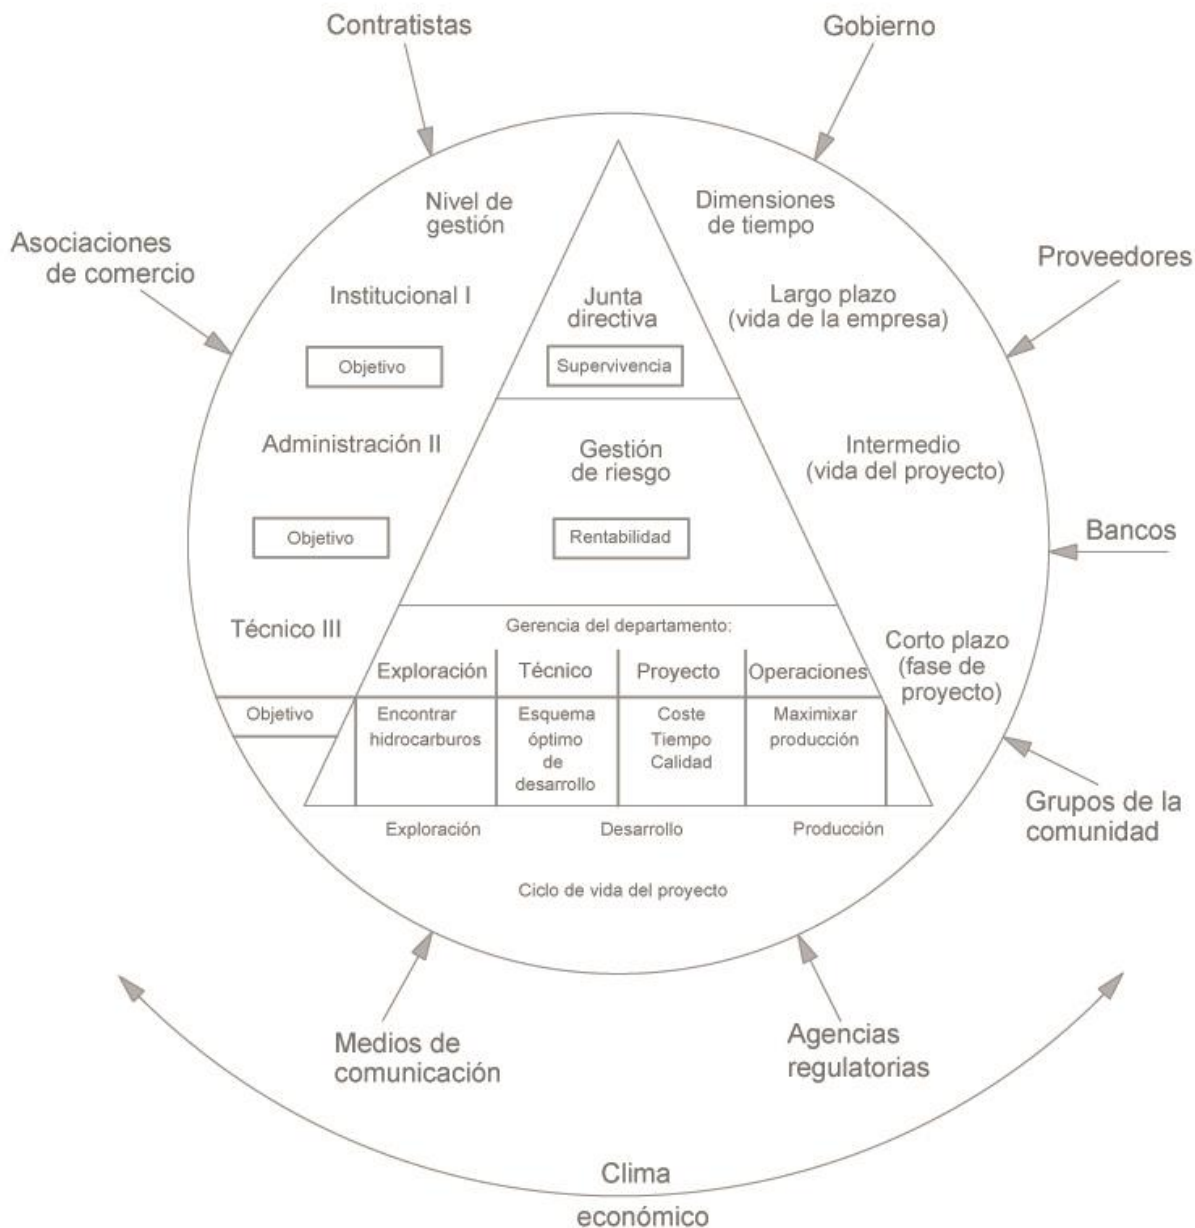 Contratistas
Gobierno
Asociaciones
de comercio
Nivel de
gestión
Dimensiones
de tiempo
Proveedores
Institucional I
Junta
directiva
Largo plazo
(vida de la empresa)
Objetivo
Supervivencia
Administración II
Gestión
de riesgo
Intermedio
(vida del proyecto)
Objetivo
Rentabilidad
Bancos
Técnico III
Gerencia del departamento:
Corto plazo
(fase de
proyecto)
Exploración
Técnico
Proyecto
Operaciones
Objetivo
Encontrar
hidrocarburos
Esquema
óptimo
de
desarrollo
Coste
Tiempo
Calidad
Maximixar
producción
Grupos de la
comunidad
Exploración
Desarrollo
Producción
Ciclo de vida del proyecto
Medios de
comunicación
Agencias
regulatorias
Clima
económico